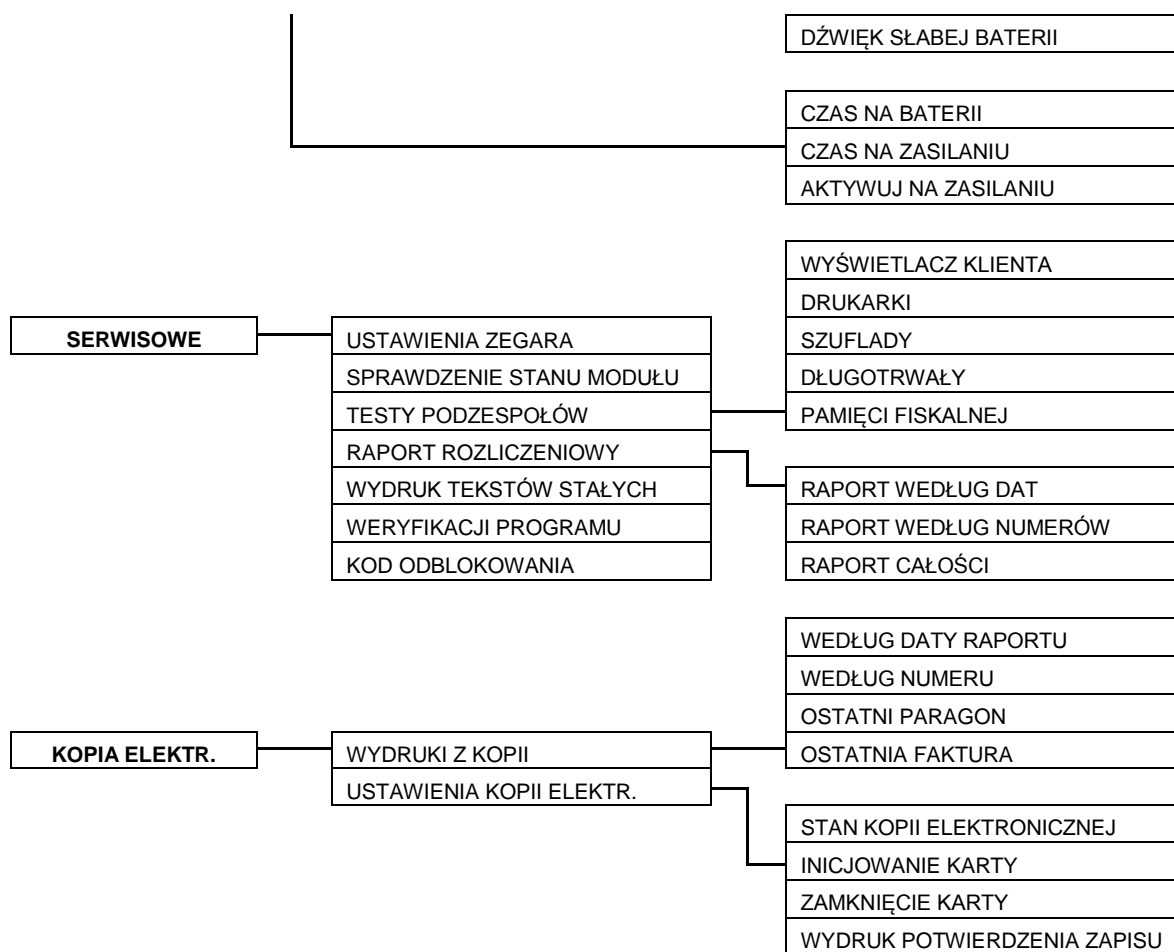 DŹWIĘK SŁABEJ BATERII
CZAS NA BATERII
CZAS NA ZASILANIU
AKTYWUJ NA ZASILANIU
WYŚWIETLACZ KLIENTA
DRUKARKI
SERWISOWE
USTAWIENIA ZEGARA
SZUFLADY
SPRAWDZENIE STANU MODUŁU
DŁUGOTRWAŁY
TESTY PODZESPOŁÓW
PAMIĘCI FISKALNEJ
RAPORT ROZLICZENIOWY
WYDRUK TEKSTÓW STAŁYCH
RAPORT WEDŁUG DAT
WERYFIKACJI PROGRAMU
RAPORT WEDŁUG NUMERÓW
KOD ODBLOKOWANIA
RAPORT CAŁOŚCI
WEDŁUG DATY RAPORTU
WEDŁUG NUMERU
OSTATNI PARAGON
KOPIA ELEKTR.
WYDRUKI Z KOPII
OSTATNIA FAKTURA
USTAWIENIA KOPII ELEKTR.
STAN KOPII ELEKTRONICZNEJ
INICJOWANIE KARTY
ZAMKNIĘCIE KARTY
WYDRUK POTWIERDZENIA ZAPISU